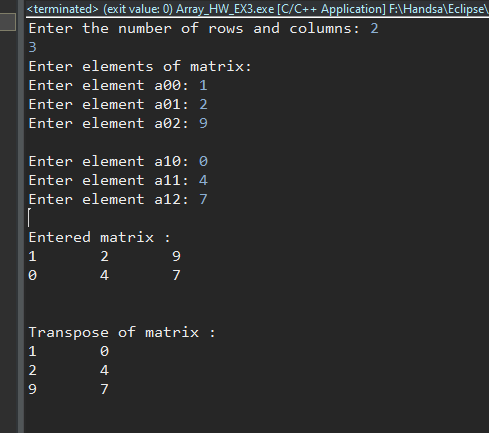 <terminated> (exit value: 0) Array_HW_EX3.exe [C/C++ Application] F:\Handsa\Eclipse\
Enter the number of rows and columns: 2
3
Enter elements of matrix:
Enter element a00: 1
Enter element a01: 2
Enter element a02: 9
Enter element a10: 0
Enter element a11: 4
Enter element a12: 7
Entered matrix :
1 2 9
0 4 7
Transpose of matrix :
1 0
2 4
9 7